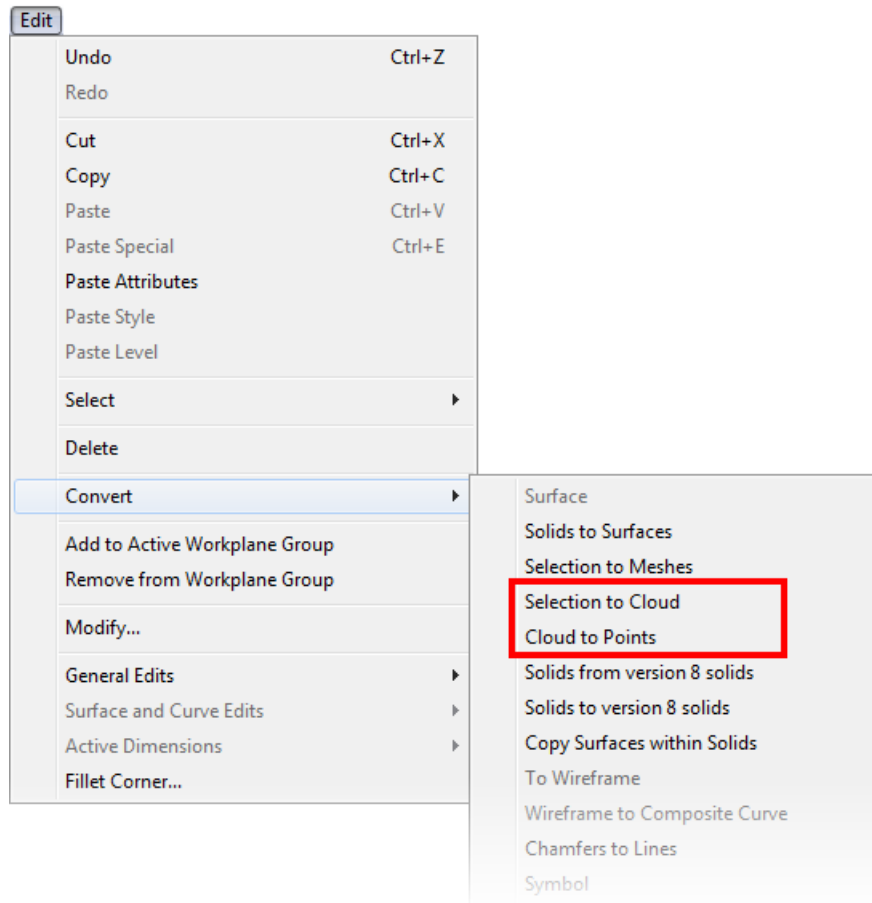 Edit
Undo Ctrl+Z
Redo
Cut Ctrl+X
Copy Ctrl+C
Paste Ctrl+V
Paste Special Ctrl+E
Paste Attributes
Paste Style
Paste Level
Select
Delete
Convert
Add to Active Workplane Group
Remove from Workplane Group
Modify...
General Edits
Surface and Curve Edits
Active Dimensions
Fillet Corner...
Surface
Solids to Surfaces
Selection to Meshes
Selection to Cloud
Cloud to Points
Solids from version 8 solids
Solids to version 8 solids
Copy Surfaces within Solids
To Wireframe
Wireframe to Composite Curve
Chamfers to Lines
Symbol